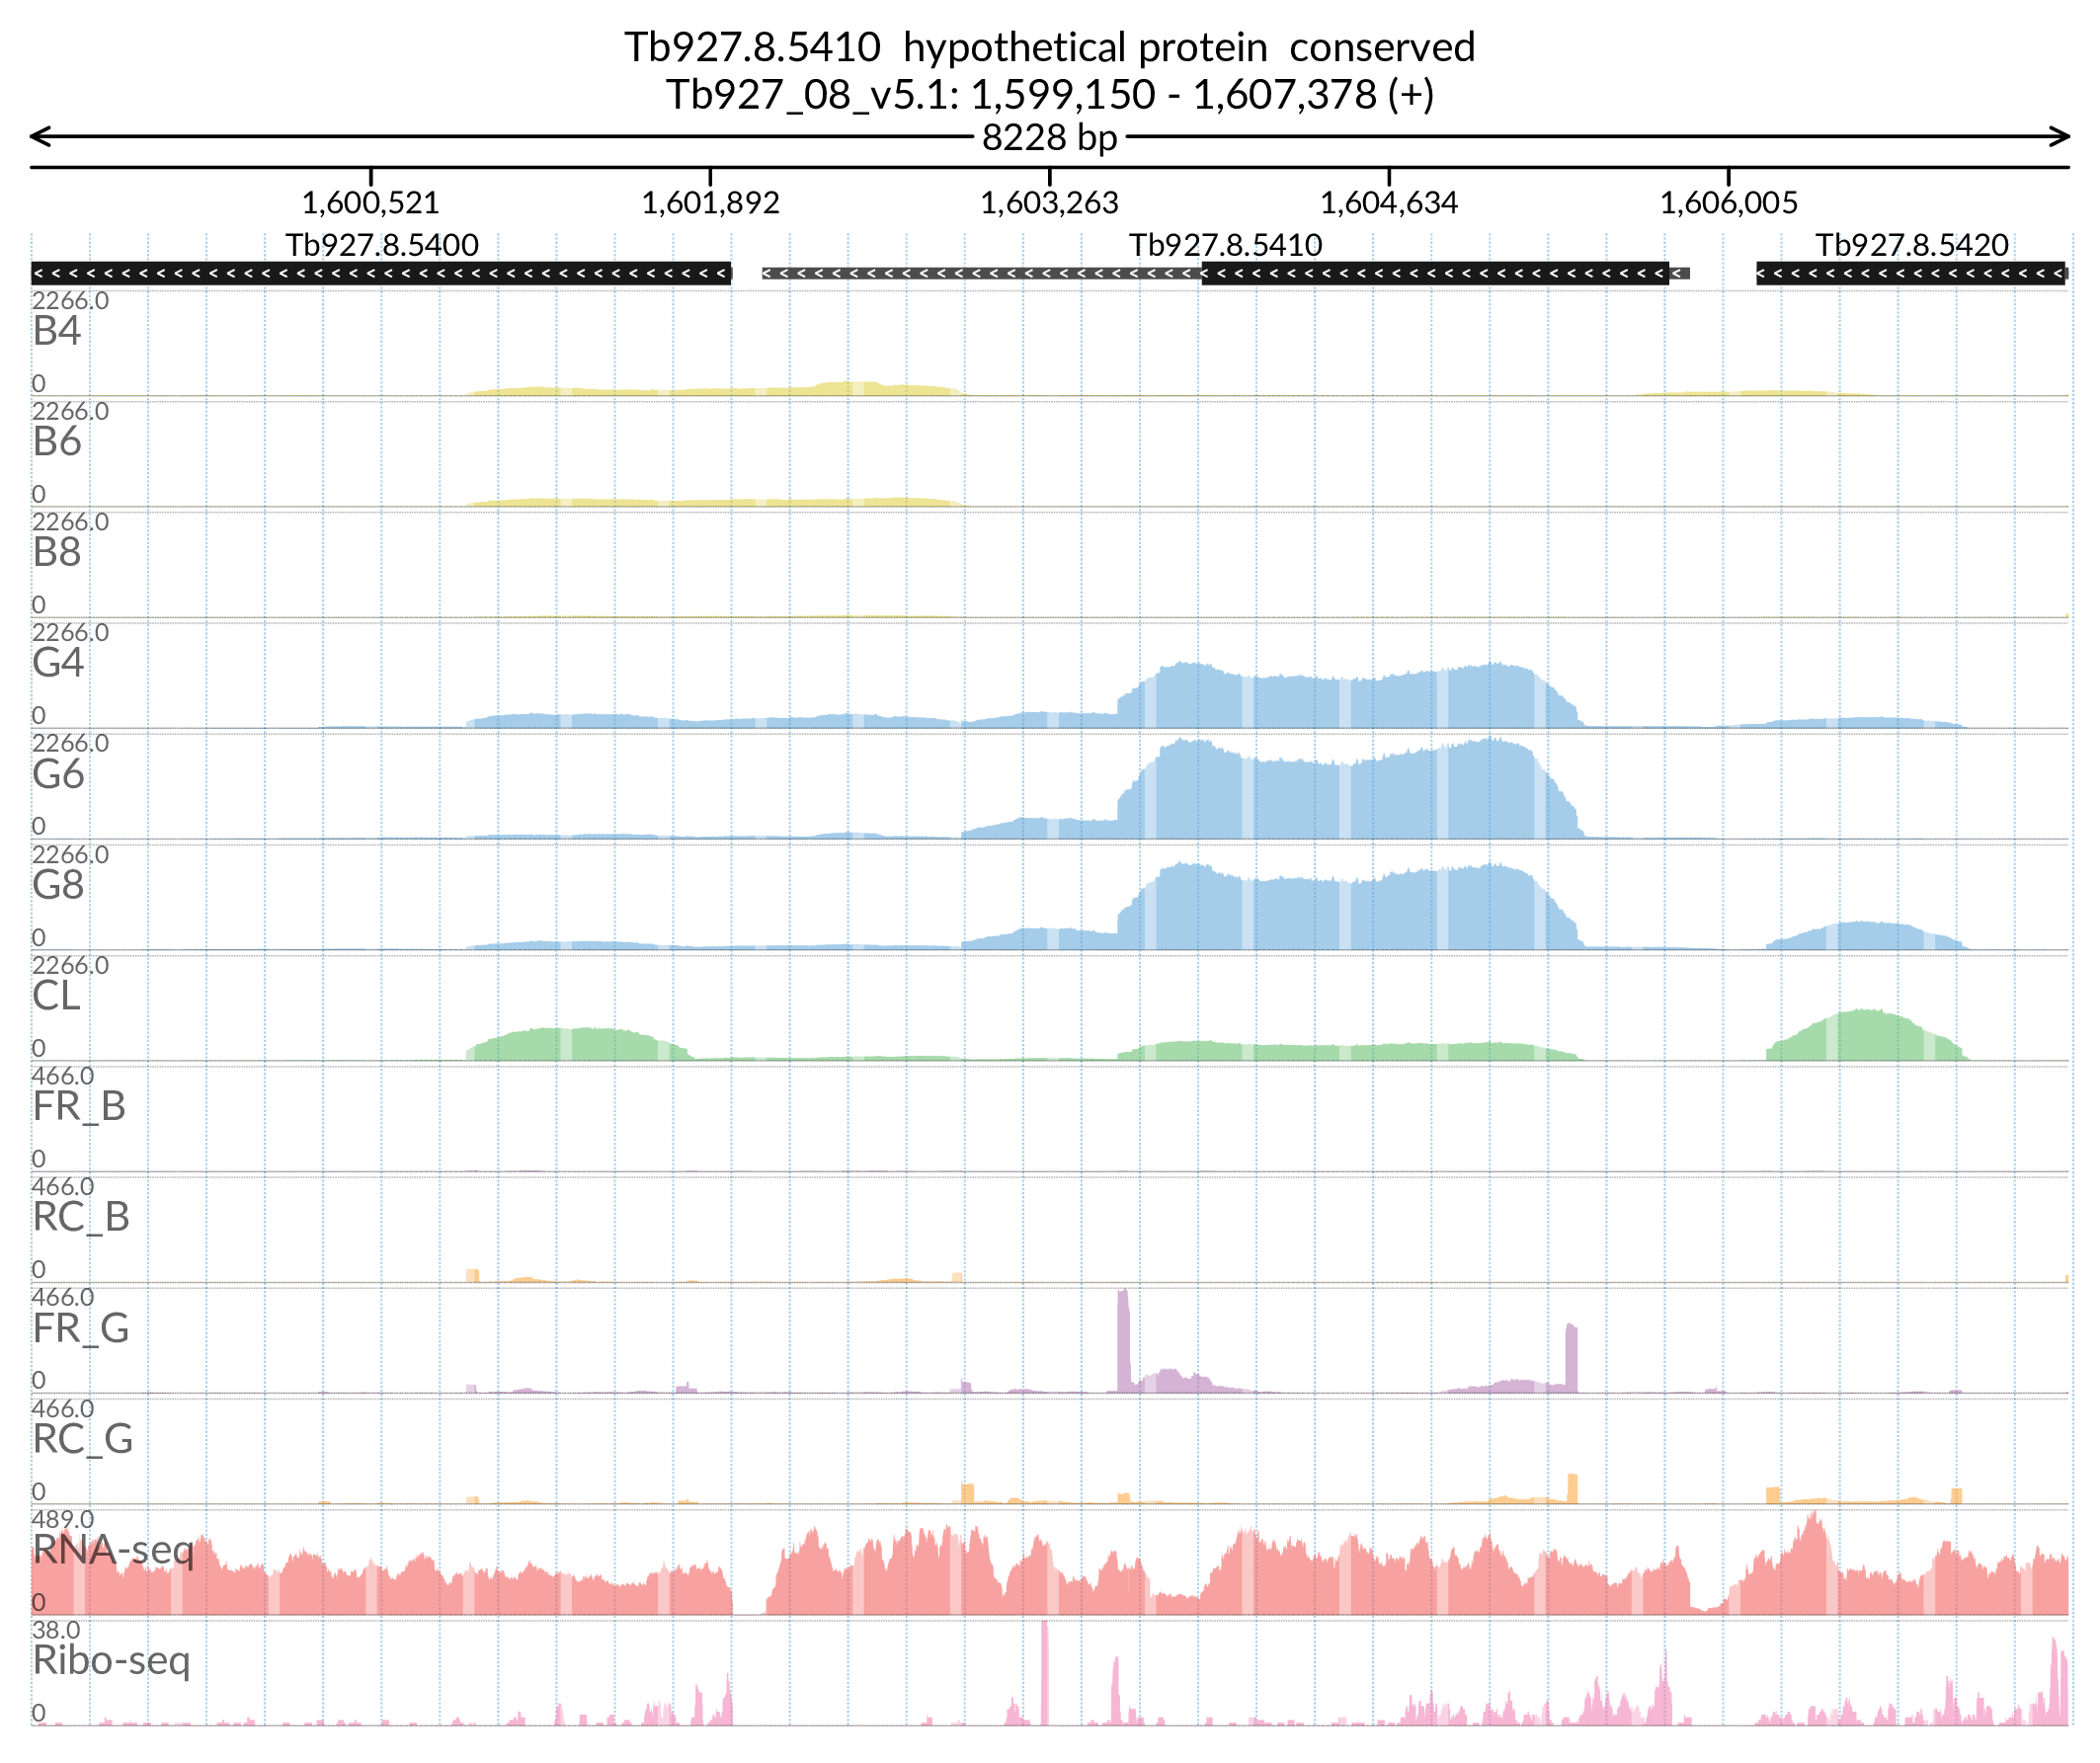 Tb927.8.5410  hypothetical protein  conserved
Tb927_08_v5.1: 1,599,150 - 1,607,378 (+)
8228 bp
1,600,521 1,601,892 1,603,263 1,604,634 1,606,005
Tb927.8.5400 Tb927.8.5410 Tb927.8.5420
2266.0
B4
0
2266.0
B6
0
2266.0
B8
0
2266.0
G4
0
2266.0
G6
0
2266.0
G8
0
2266.0
CL
0
466.0
FR_B
0
466.0
RC_B
0
466.0
FR_G
0
466.0
RC_G
0
489.0
RNA-seq
0
38.0
Ribo-seq
0